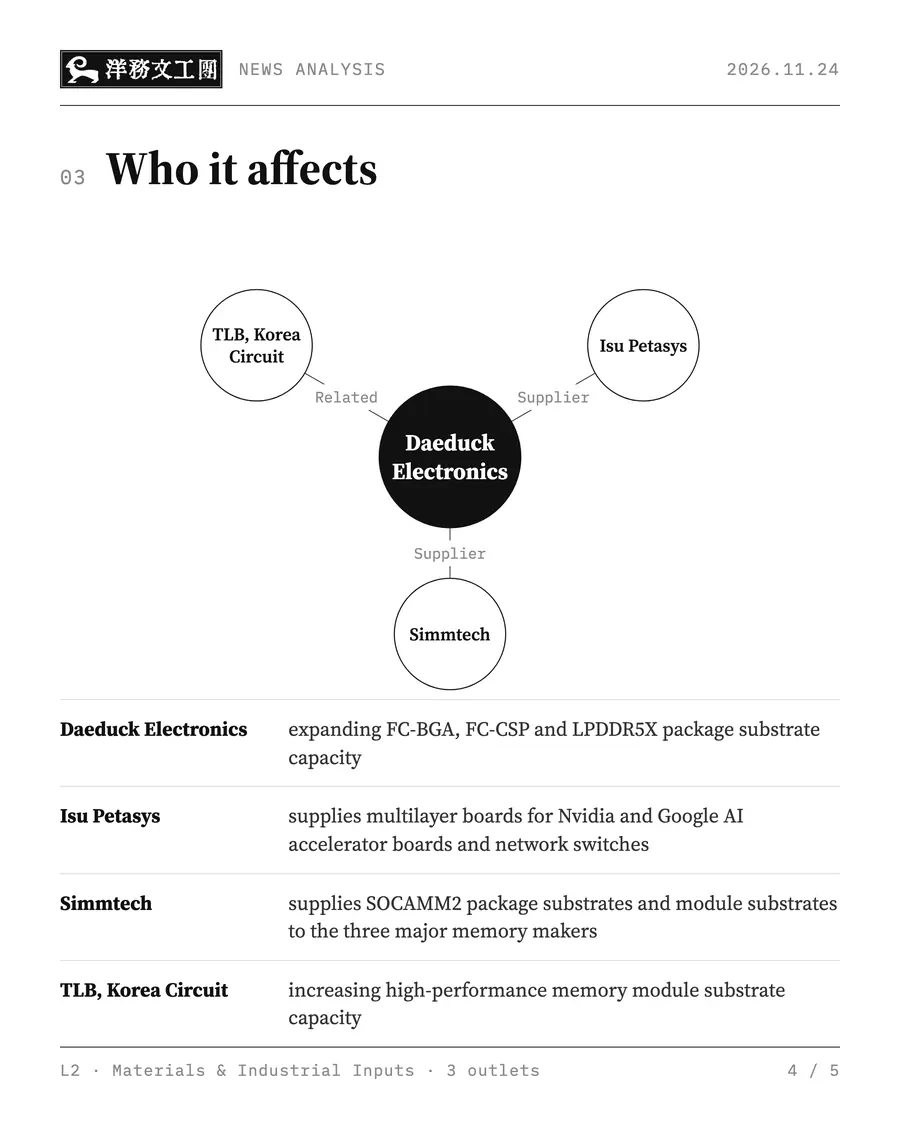 洋務文工團 NEWS ANALYSIS 2026.11.24
03 Who it affects
TLB, Korea
Circuit
Isu Petasys
Related
Supplier
Daeduck
Electronics
Supplier
Simmtech
Daeduck Electronics expanding FC-BGA, FC-CSP and LPDDR5X package substrate
capacity
Isu Petasys supplies multilayer boards for Nvidia and Google AI
accelerator boards and network switches
Simmtech supplies SOCAMM2 package substrates and module substrates
to the three major memory makers
TLB, Korea Circuit increasing high-performance memory module substrate
capacity
L2 · Materials & Industrial Inputs · 3 outlets 4 / 5